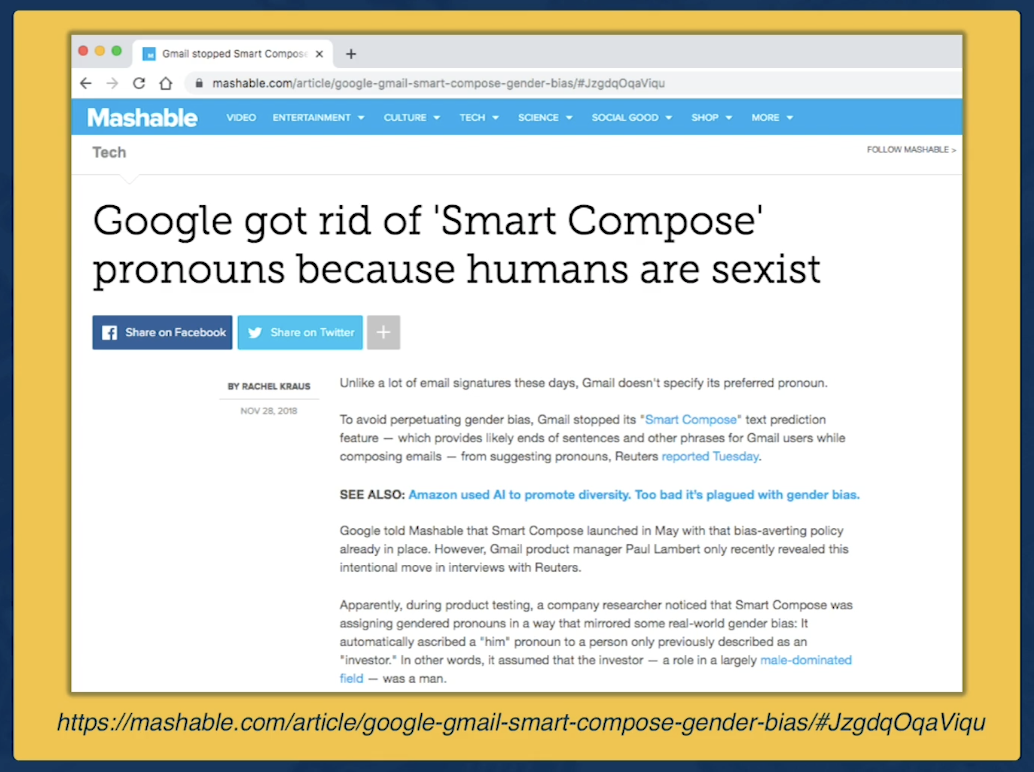 Gmail stopped Smart Compose
mashable.com/article/google-gmail-smart-compose-gender-bias/#JzgdqOqaViqu
Mashable VIDEO ENTERTAINMENT CULTURE TECH SCIENCE SOCIAL GOOD SHOP MORE
Tech FOLLOW MASHABLE >
Google got rid of 'Smart Compose'
pronouns because humans are sexist
Share on Facebook Share on Twitter
BY RACHEL KRAUS
NOV 28, 2018
Unlike a lot of email signatures these days, Gmail doesn't specify its preferred pronoun.
To avoid perpetuating gender bias, Gmail stopped its "Smart Compose" text prediction
feature — which provides likely ends of sentences and other phrases for Gmail users while
composing emails — from suggesting pronouns, Reuters reported Tuesday.
SEE ALSO: Amazon used AI to promote diversity. Too bad it's plagued with gender bias.
Google told Mashable that Smart Compose launched in May with that bias-averting policy
already in place. However, Gmail product manager Paul Lambert only recently revealed this
intentional move in interviews with Reuters.
Apparently, during product testing, a company researcher noticed that Smart Compose was
assigning gendered pronouns in a way that mirrored some real-world gender bias: It
automatically ascribed a "him" pronoun to a person only previously described as an
"investor." In other words, it assumed that the investor — a role in a largely male-dominated
field — was a man.
https://mashable.com/article/google-gmail-smart-compose-gender-bias/#JzgdqOqaViqu